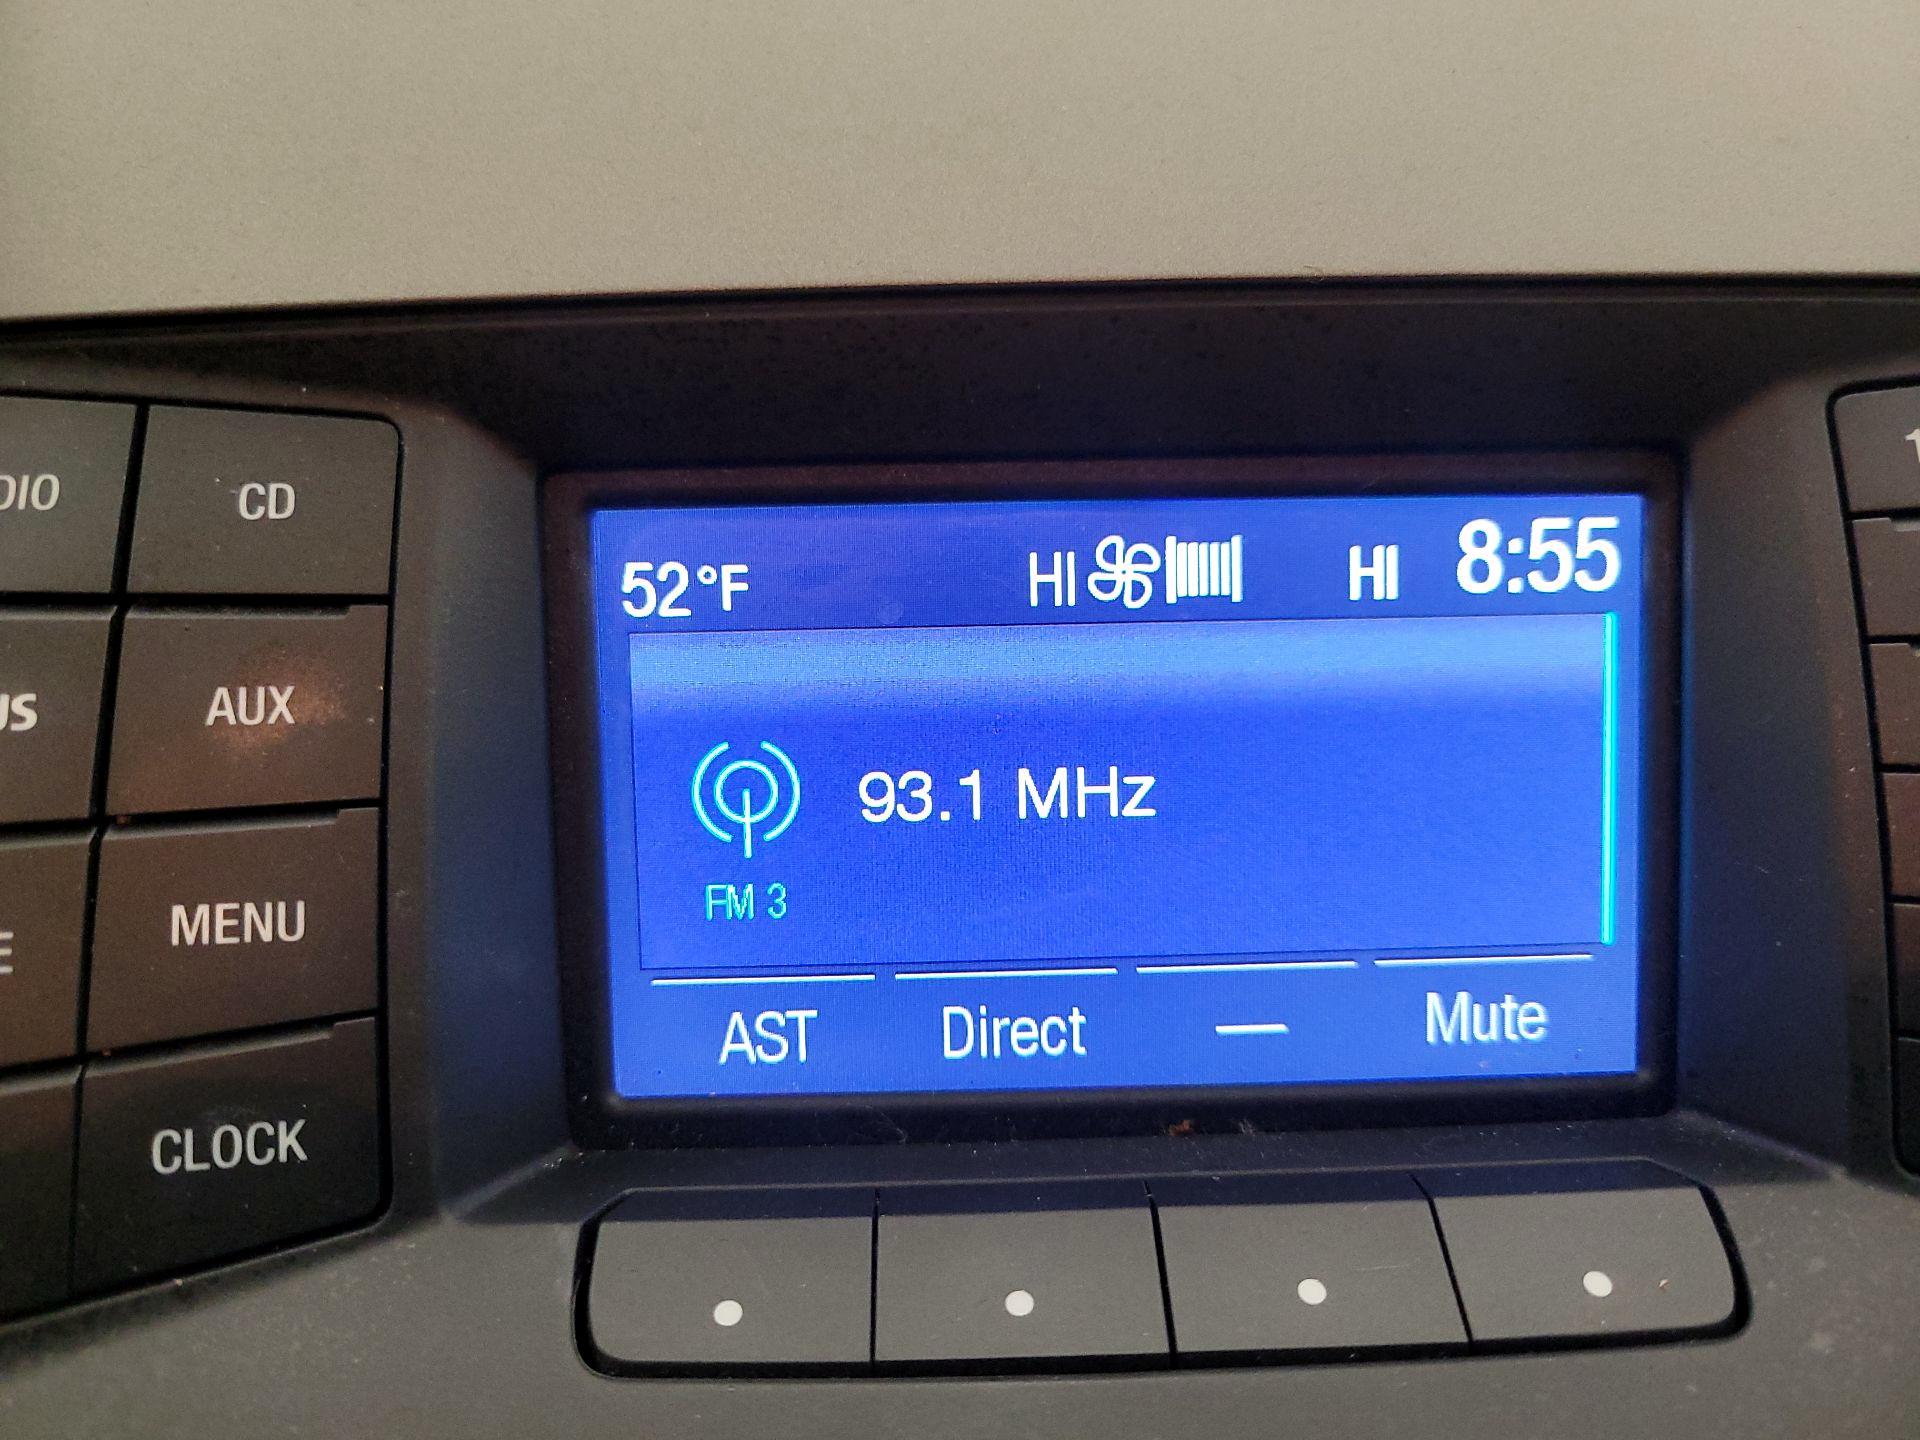 52°F HI HI 8:55
93.1 MHz
FM 3
AST Direct — Mute
CD
AUX
MENU
CLOCK